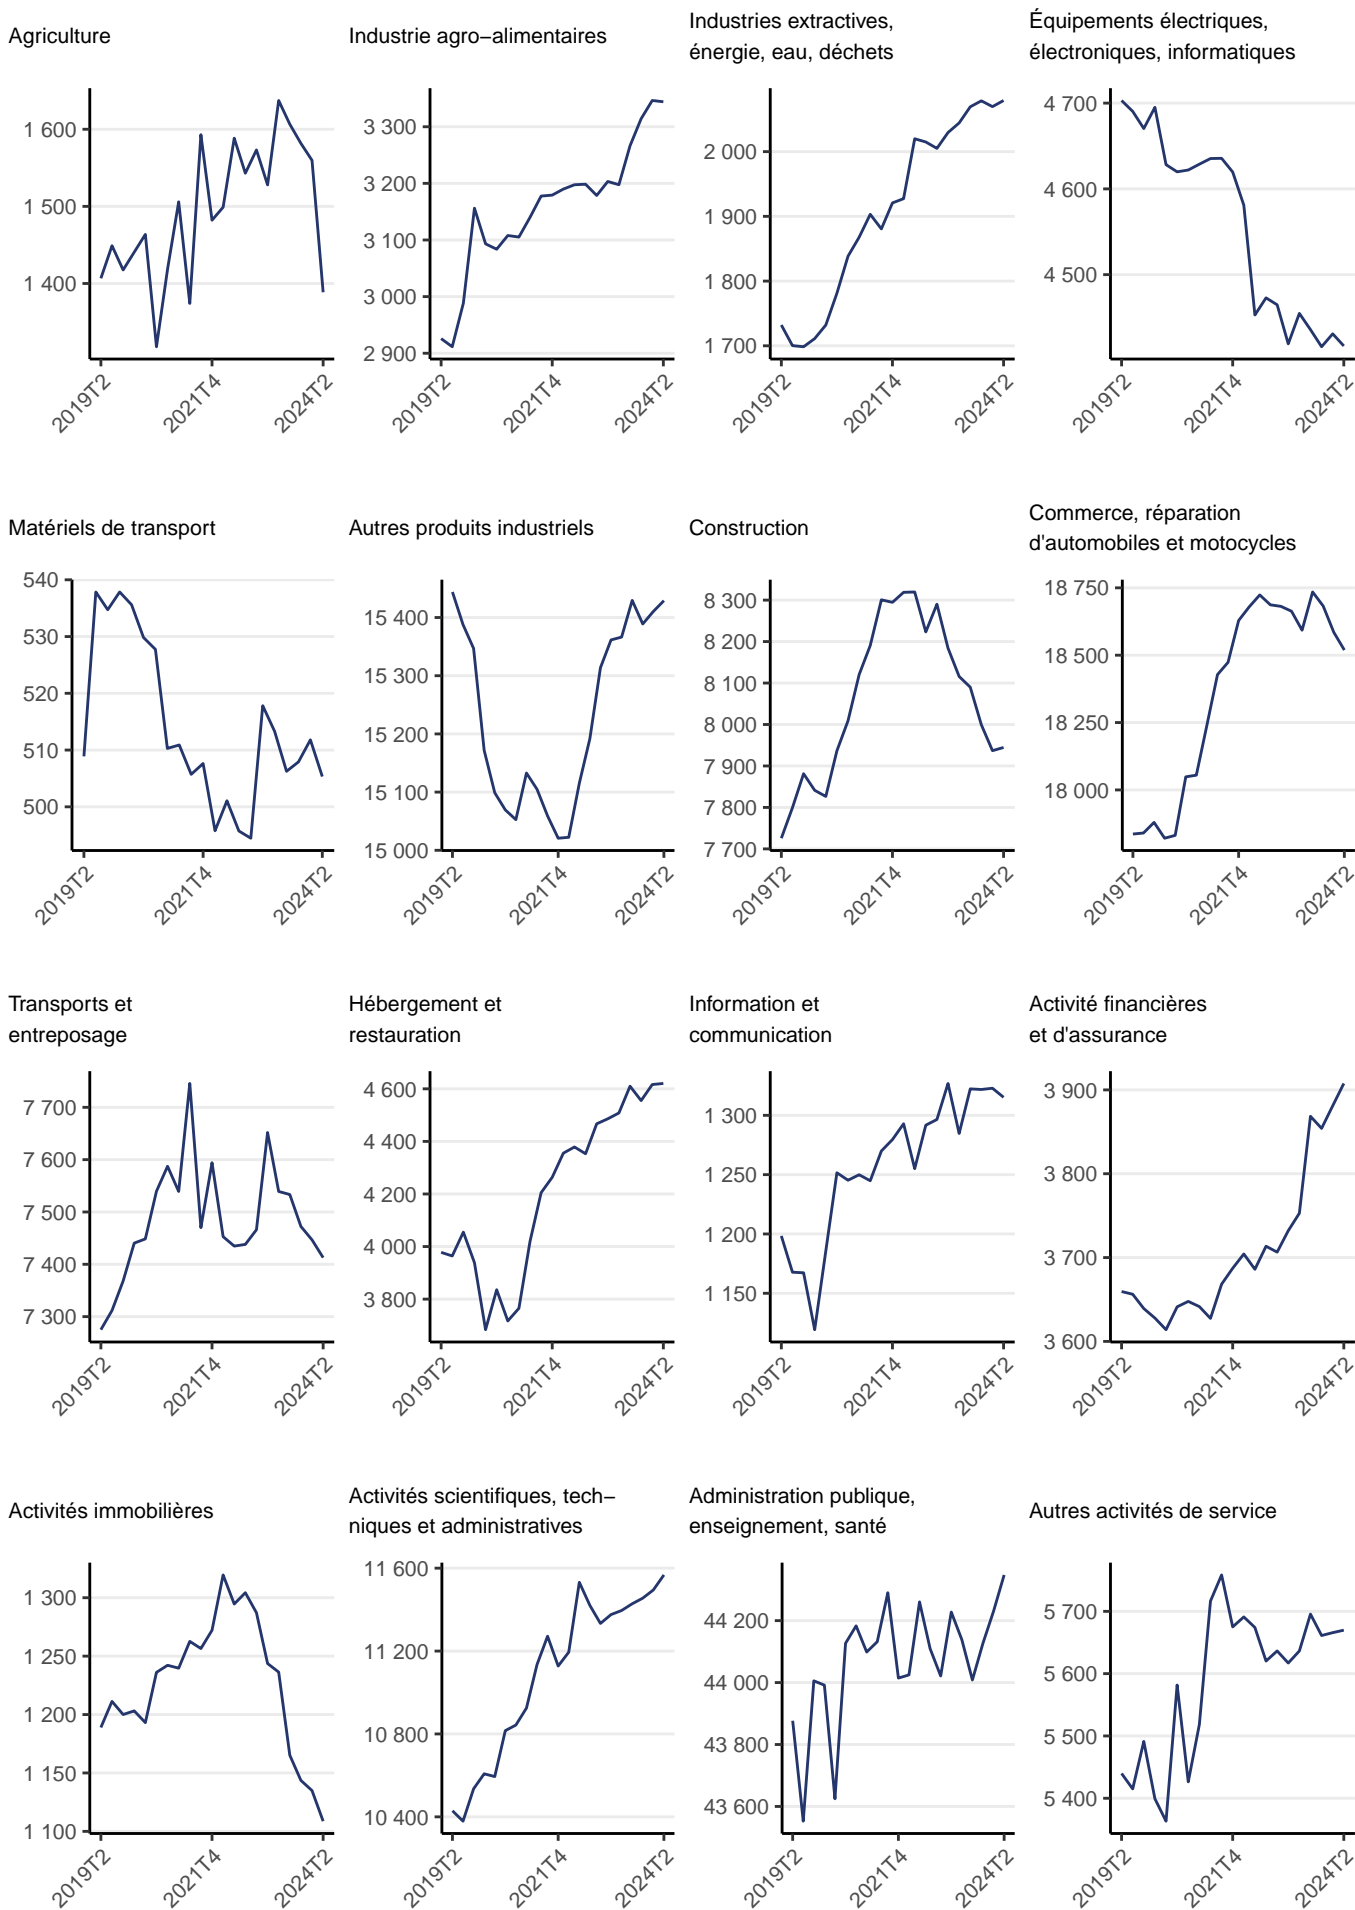 Agriculture
1 600
1 500
1 400
2019T2
2021T4
2024T2
Industrie agro−alimentaires
3 300
3 200
3 100
3 000
2 900
2019T2
2021T4
2024T2
Industries extractives,
énergie, eau, déchets
2 000
1 900
1 800
1 700
2019T2
2021T4
2024T2
Équipements électriques,
électroniques, informatiques
4 700
4 600
4 500
2019T2
2021T4
2024T2
Matériels de transport
540
530
520
510
500
2019T2
2021T4
2024T2
Autres produits industriels
15 400
15 300
15 200
15 100
15 000
2019T2
2021T4
2024T2
Construction
8 300
8 200
8 100
8 000
7 900
7 800
7 700
2019T2
2021T4
2024T2
Commerce, réparation
d'automobiles et motocycles
18 750
18 500
18 250
18 000
2019T2
2021T4
2024T2
Transports et
entreposage
7 700
7 600
7 500
7 400
7 300
2019T2
2021T4
2024T2
Hébergement et
restauration
4 600
4 400
4 200
4 000
3 800
2019T2
2021T4
2024T2
Information et
communication
1 300
1 250
1 200
1 150
2019T2
2021T4
2024T2
Activité financières
et d'assurance
3 900
3 800
3 700
3 600
2019T2
2021T4
2024T2
Activités immobilières
1 300
1 250
1 200
1 150
1 100
2019T2
2021T4
2024T2
Activités scientifiques, tech−
niques et administratives
11 600
11 200
10 800
10 400
2019T2
2021T4
2024T2
Administration publique,
enseignement, santé
44 200
44 000
43 800
43 600
2019T2
2021T4
2024T2
Autres activités de service
5 700
5 600
5 500
5 400
2019T2
2021T4
2024T2